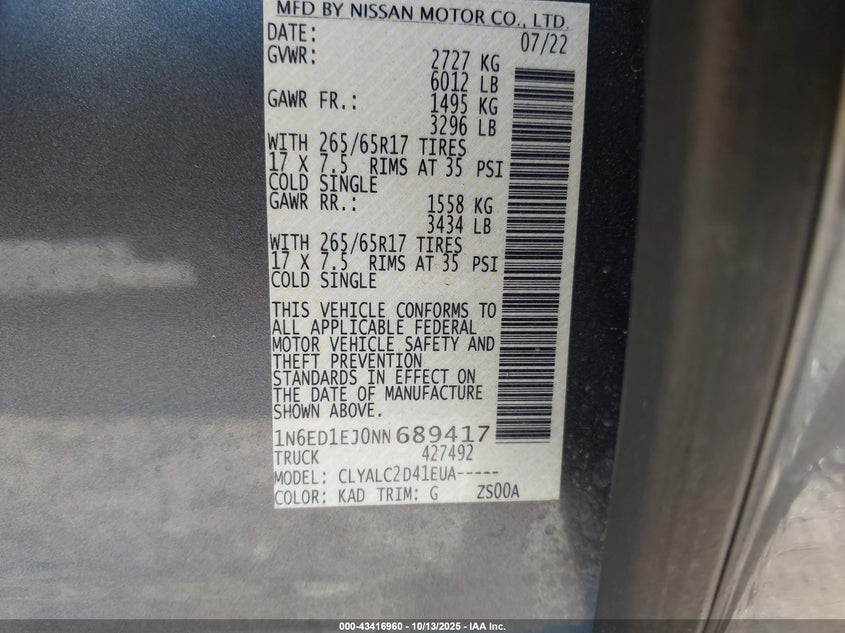 MFD BY NISSAN MOTOR CO., LTD.
DATE: 07/22
GVWR: 2727 KG
6012 LB
GAWR FR.: 1495 KG
3296 LB
WITH 265/65R17 TIRES
17 X 7.5 RIMS AT 35 PSI
COLD SINGLE
GAWR RR.: 1558 KG
3434 LB
WITH 265/65R17 TIRES
17 X 7.5 RIMS AT 35 PSI
COLD SINGLE
THIS VEHICLE CONFORMS TO
ALL APPLICABLE FEDERAL
MOTOR VEHICLE SAFETY AND
THEFT PREVENTION
STANDARDS IN EFFECT ON
THE DATE OF MANUFACTURE
SHOWN ABOVE.
1N6ED1EJ0NN689417
TRUCK 427492
MODEL: CLYALC2D41EUA-----
COLOR: KAD TRIM: G ZS00A
000-43416960 - 10/13/2025 - IAA Inc.